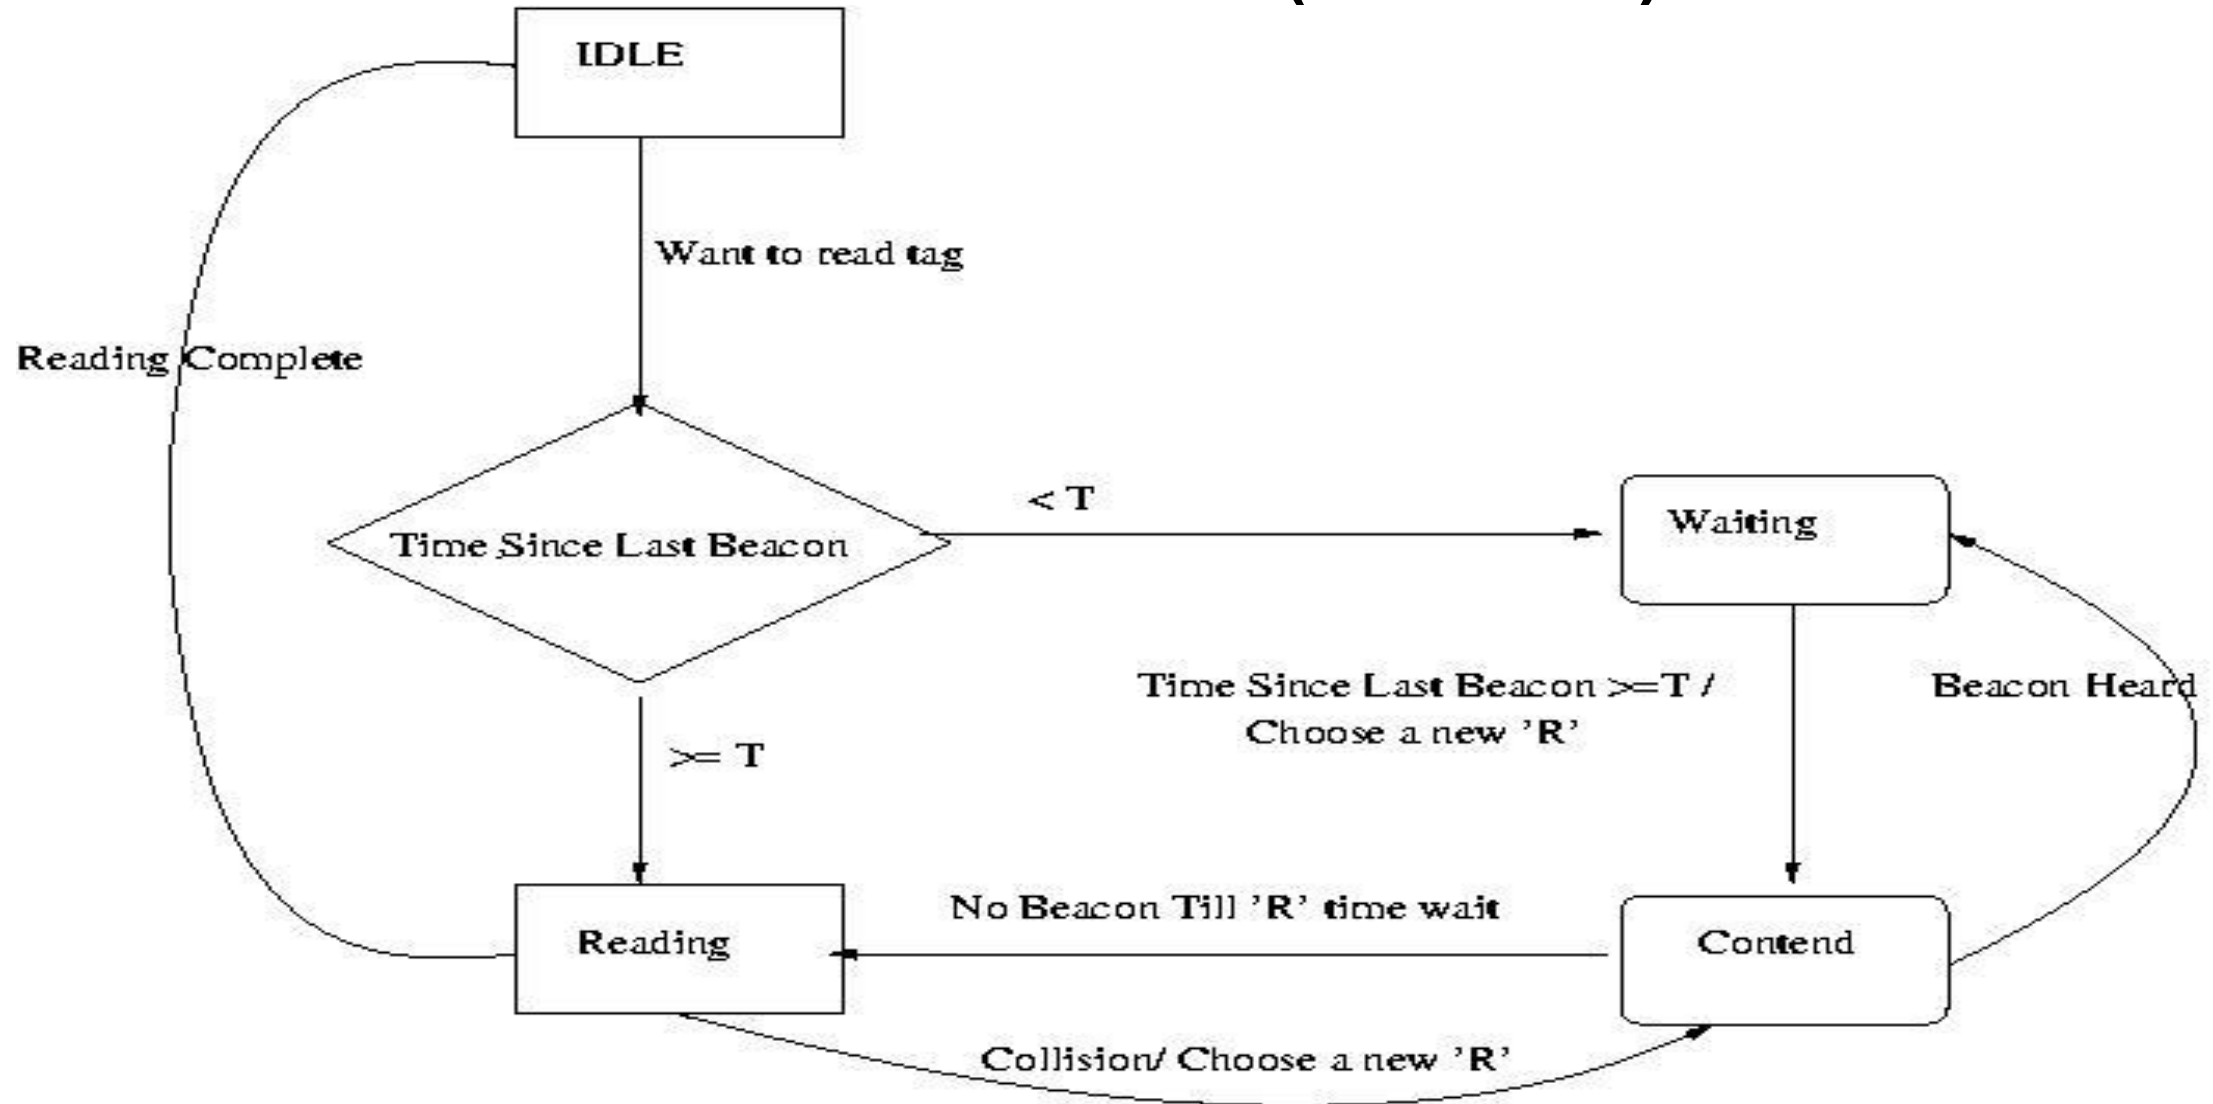 IDLE
Want to read tag
Reading Complete
< T
Waiting
Time Since Last Beacon
Time Since Last Beacon >=T /
Choose a new 'R'
Beacon Heard
>= T
No Beacon Till 'R' time wait
Reading
Contend
Collision/ Choose a new 'R'